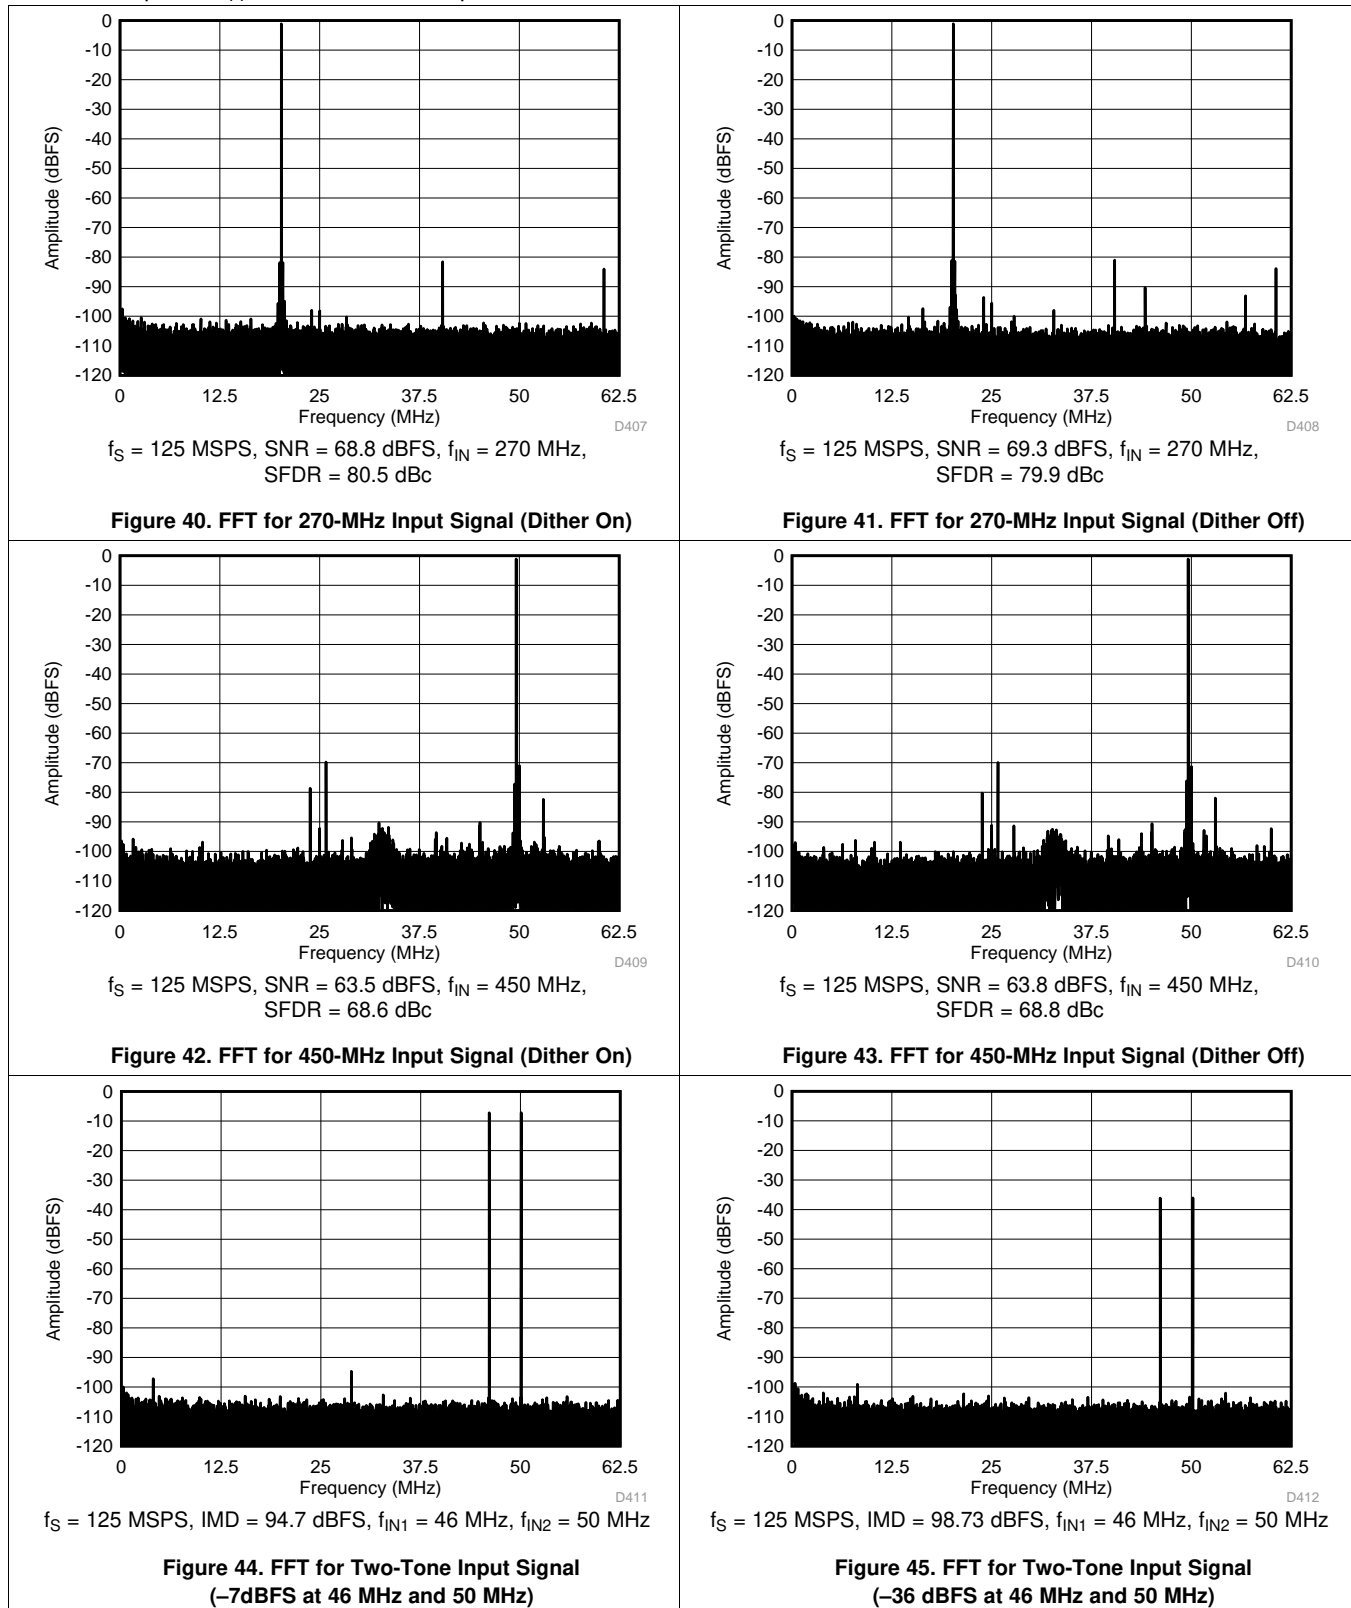 0
-10
-20
-30
-40
-50
-60
-70
-80
-90
-100
-110
-120
Amplitude (dBFS)
0 12.5 25 37.5 50 62.5
Frequency (MHz)
D407
fS = 125 MSPS, SNR = 68.8 dBFS, fIN = 270 MHz,
SFDR = 80.5 dBc
Figure 40. FFT for 270-MHz Input Signal (Dither On)
0
-10
-20
-30
-40
-50
-60
-70
-80
-90
-100
-110
-120
Amplitude (dBFS)
0 12.5 25 37.5 50 62.5
Frequency (MHz)
D408
fS = 125 MSPS, SNR = 69.3 dBFS, fIN = 270 MHz,
SFDR = 79.9 dBc
Figure 41. FFT for 270-MHz Input Signal (Dither Off)
0
-10
-20
-30
-40
-50
-60
-70
-80
-90
-100
-110
-120
Amplitude (dBFS)
0 12.5 25 37.5 50 62.5
Frequency (MHz)
D409
fS = 125 MSPS, SNR = 63.5 dBFS, fIN = 450 MHz,
SFDR = 68.6 dBc
Figure 42. FFT for 450-MHz Input Signal (Dither On)
0
-10
-20
-30
-40
-50
-60
-70
-80
-90
-100
-110
-120
Amplitude (dBFS)
0 12.5 25 37.5 50 62.5
Frequency (MHz)
D410
fS = 125 MSPS, SNR = 63.8 dBFS, fIN = 450 MHz,
SFDR = 68.8 dBc
Figure 43. FFT for 450-MHz Input Signal (Dither Off)
0
-10
-20
-30
-40
-50
-60
-70
-80
-90
-100
-110
-120
Amplitude (dBFS)
0 12.5 25 37.5 50 62.5
Frequency (MHz)
D411
fS = 125 MSPS, IMD = 94.7 dBFS, fIN1 = 46 MHz, fIN2 = 50 MHz
Figure 44. FFT for Two-Tone Input Signal
(–7dBFS at 46 MHz and 50 MHz)
0
-10
-20
-30
-40
-50
-60
-70
-80
-90
-100
-110
-120
Amplitude (dBFS)
0 12.5 25 37.5 50 62.5
Frequency (MHz)
D412
fS = 125 MSPS, IMD = 98.73 dBFS, fIN1 = 46 MHz, fIN2 = 50 MHz
Figure 45. FFT for Two-Tone Input Signal
(–36 dBFS at 46 MHz and 50 MHz)